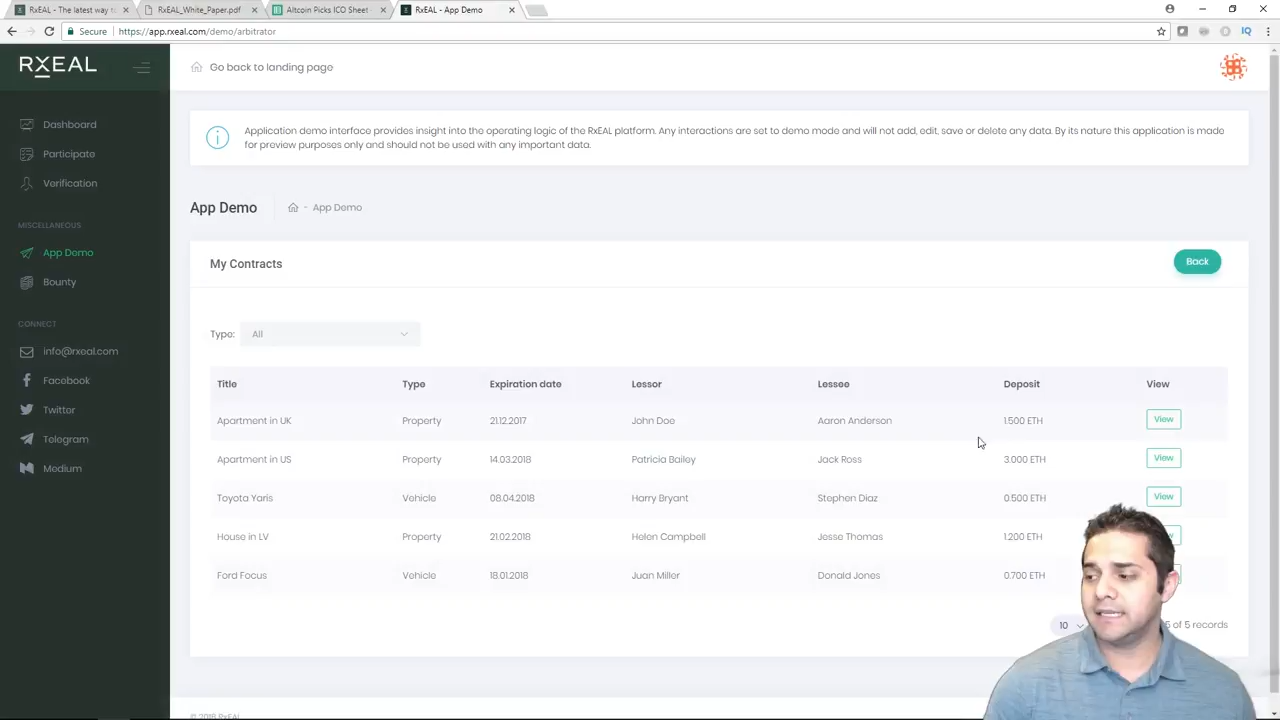 RxEAL - The latest way to
RxEAL_White_Paper.pdf
Altcoin Picks ICO Sheet
RxEAL - App Demo
Secure
https://app.rxeal.com/demo/arbitrator
IQ
RXEAL
Go back to landing page
Dashboard
Participate
Verification
MISCELLANEOUS
App Demo
Bounty
CONNECT
info@rxeal.com
Facebook
Twitter
Telegram
Medium
Application demo interface provides insight into the operating logic of the RxEAL platform. Any interactions are set to demo mode and will not add, edit, save or delete any data. By its nature this application is made
for preview purposes only and should not be used with any important data.
App Demo - App Demo
My Contracts
Back
Type: All
Title Type Expiration date Lessor Lessee Deposit View
Apartment in UK Property 21.12.2017 John Doe Aaron Anderson 1.500 ETH View
Apartment in US Property 14.03.2018 Patricia Bailey Jack Ross 3.000 ETH View
Toyota Yaris Vehicle 08.04.2018 Harry Bryant Stephen Diaz 0.500 ETH View
House in LV Property 21.02.2018 Helen Campbell Jesse Thomas 1.200 ETH
Ford Focus Vehicle 18.01.2018 Juan Miller Donald Jones 0.700 ETH
10 5 of 5 records
© 2018 RxEAL